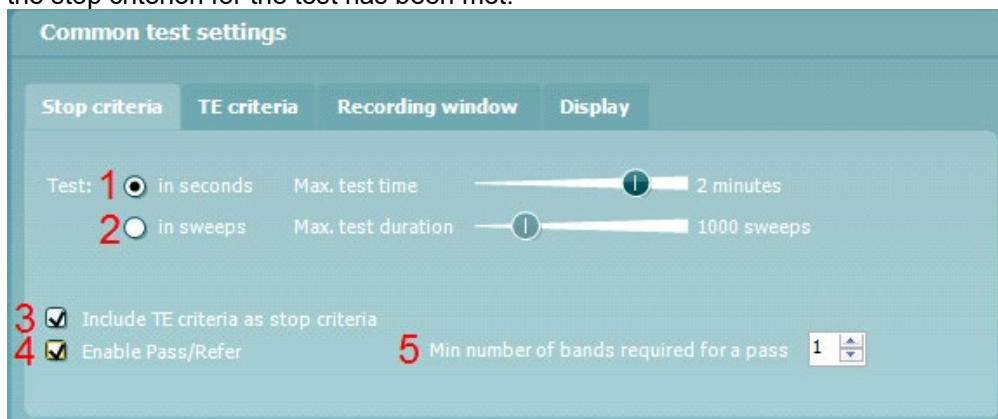 the stop criterion for the test has been met.
Common test settings
Stop criteria TE criteria Recording window Display
Test: 1 in seconds Max. test time 2 minutes
2 in sweeps Max. test duration 1000 sweeps
3 Include TE criteria as stop criteria
4 Enable Pass/Refer 5 Min number of bands required for a pass 1